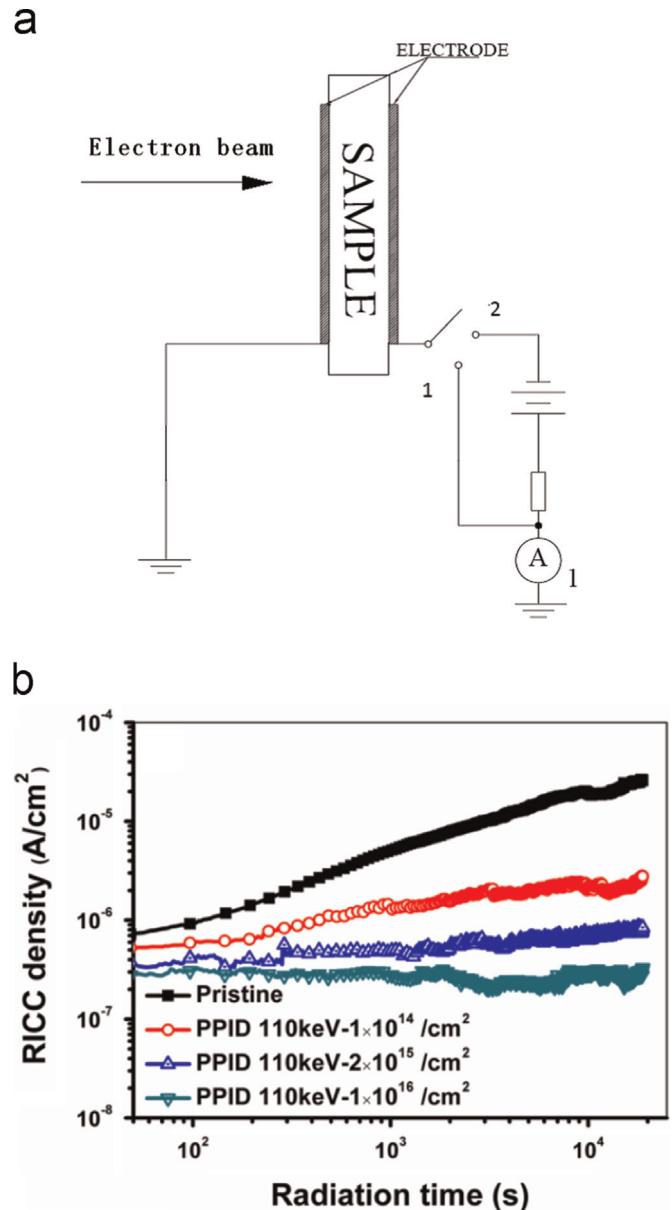 a
ELECTRODE
Electron beam
SAMPLE
2
1
A
1
b
RICC density (A/cm²)
10⁻⁴
10⁻⁵
10⁻⁶
10⁻⁷
10⁻⁸
Pristine
PPID 110keV-1×10¹⁴ /cm²
PPID 110keV-2×10¹⁵ /cm²
PPID 110keV-1×10¹⁶ /cm²
10² 10³ 10⁴
Radiation time (s)